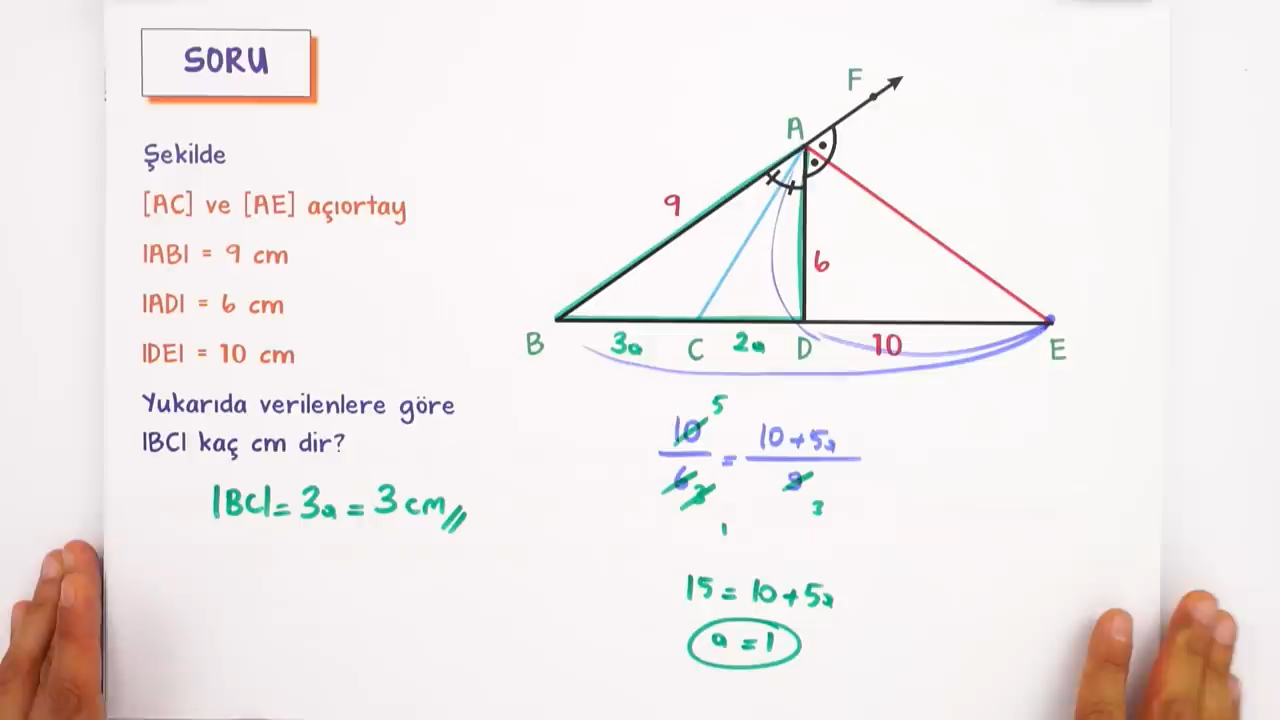 SORU
Şekilde
[AC] ve [AE] açıortay
|AB| = 9 cm
|AD| = 6 cm
|DE| = 10 cm
Yukarıda verilenlere göre
|BC| kaç cm dir?
|BC| = 3a = 3 cm //
F
A
9
6
B 3a C 2a D 10 E
10 5 = 10+5a
6 3 9
1 3
15 = 10+5a
a = 1